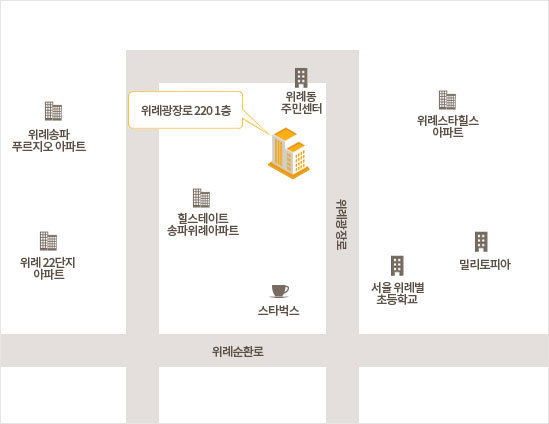 위례동
주민센터
위례광장로 220 1층
위례스타힐스
아파트
위례송파
푸르지오 아파트
힐스테이트
송파위례아파트
위례광장로
위례 22단지
아파트
밀리토피아
서울 위례별
초등학교
스타벅스
위례순환로